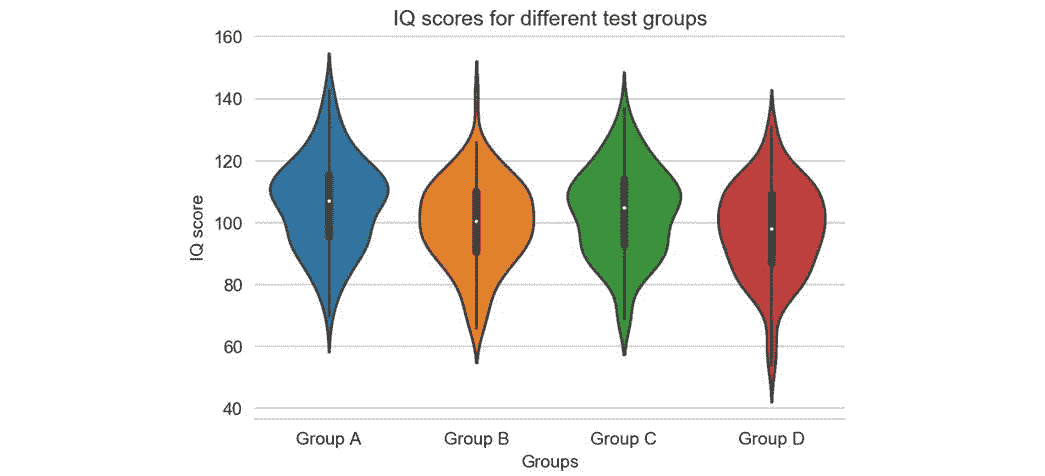 IQ scores for different test groups
160
140
120
100
80
60
40
IQ score
Group A Group B Group C Group D
Groups